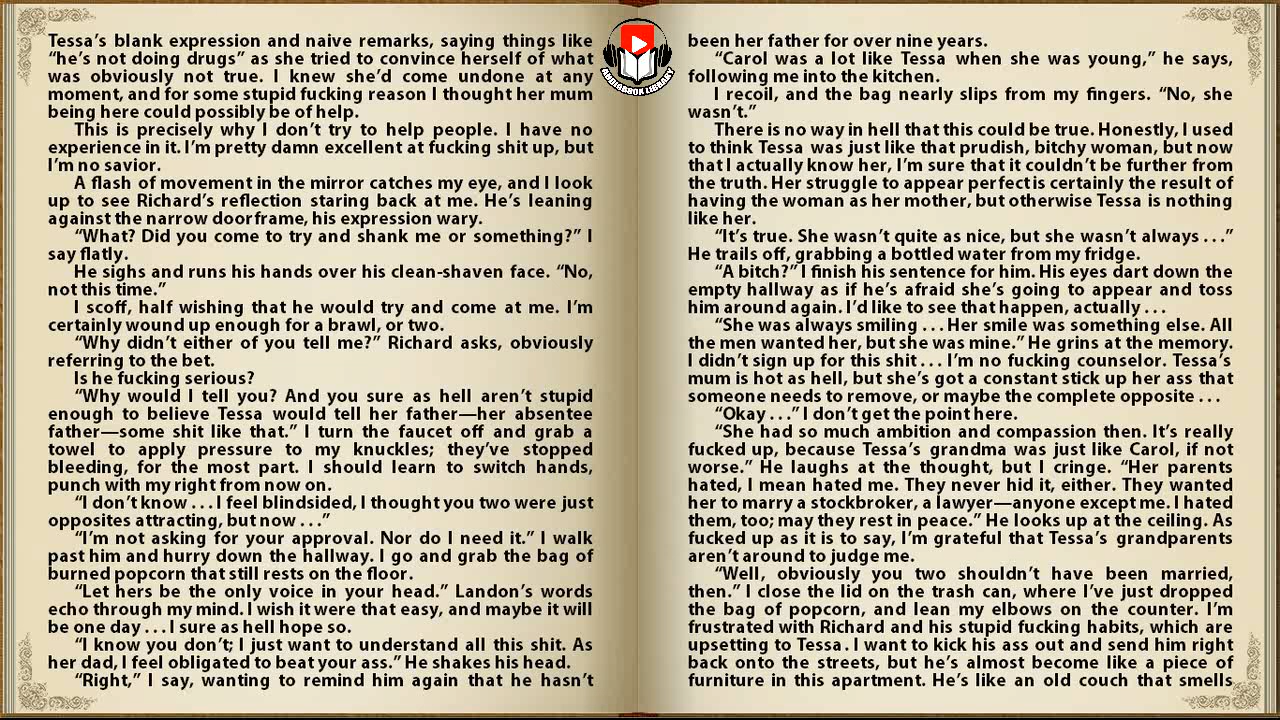 Tessa's blank expression and naive remarks, saying things like
"he's not doing drugs" as she tried to convince herself of what
was obviously not true. I knew she'd come undone at any
moment, and for some stupid fucking reason I thought her mum
being here could possibly be of help.
This is precisely why I don't try to help people. I have no
experience in it. I'm pretty damn excellent at fucking shit up, but
I'm no savior.
A flash of movement in the mirror catches my eye, and I look
up to see Richard's reflection staring back at me. He's leaning
against the narrow doorframe, his expression wary.
"What? Did you come to try and shank me or something?" I
say flatly.
He sighs and runs his hands over his clean-shaven face. "No,
not this time."
I scoff, half wishing that he would try and come at me. I'm
certainly wound up enough for a brawl, or two.
"Why didn't either of you tell me?" Richard asks, obviously
referring to the bet.
Is he fucking serious?
"Why would I tell you? And you sure as hell aren't stupid
enough to believe Tessa would tell her father—her absentee
father—some shit like that." I turn the faucet off and grab a
towel to apply pressure to my knuckles; they've stopped
bleeding, for the most part. I should learn to switch hands,
punch with my right from now on.
"I don't know . . . I feel blindsided, I thought you two were just
opposites attracting, but now . . ."
"I'm not asking for your approval. Nor do I need it." I walk
past him and hurry down the hallway. I go and grab the bag of
burned popcorn that still rests on the floor.
"Let hers be the only voice in your head." Landon's words
echo through my mind. I wish it were that easy, and maybe it will
be one day . . . I sure as hell hope so.
"I know you don't; I just want to understand all this shit. As
her dad, I feel obligated to beat your ass." He shakes his head.
"Right," I say, wanting to remind him again that he hasn't
AUDIOBOOK LIBRARY
been her father for over nine years.
"Carol was a lot like Tessa when she was young," he says,
following me into the kitchen.
I recoil, and the bag nearly slips from my fingers. "No, she
wasn't."
There is no way in hell that this could be true. Honestly, I used
to think Tessa was just like that prudish, bitchy woman, but now
that I actually know her, I'm sure that it couldn't be further from
the truth. Her struggle to appear perfect is certainly the result of
having the woman as her mother, but otherwise Tessa is nothing
like her.
"It's true. She wasn't quite as nice, but she wasn't always . . ."
He trails off, grabbing a bottled water from my fridge.
"A bitch?" I finish his sentence for him. His eyes dart down the
empty hallway as if he's afraid she's going to appear and toss
him around again. I'd like to see that happen, actually . . .
"She was always smiling . . . Her smile was something else. All
the men wanted her, but she was mine." He grins at the memory.
I didn't sign up for this shit . . . I'm no fucking counselor. Tessa's
mum is hot as hell, but she's got a constant stick up her ass that
someone needs to remove, or maybe the complete opposite . . .
"Okay . . ." I don't get the point here.
"She had so much ambition and compassion then. It's really
fucked up, because Tessa's grandma was just like Carol, if not
worse." He laughs at the thought, but I cringe. "Her parents
hated, I mean hated me. They never hid it, either. They wanted
her to marry a stockbroker, a lawyer—anyone except me. I hated
them, too; may they rest in peace." He looks up at the ceiling. As
fucked up as it is to say, I'm grateful that Tessa's grandparents
aren't around to judge me.
"Well, obviously you two shouldn't have been married,
then." I close the lid on the trash can, where I've just dropped
the bag of popcorn, and lean my elbows on the counter. I'm
frustrated with Richard and his stupid fucking habits, which are
upsetting to Tessa. I want to kick his ass out and send him right
back onto the streets, but he's almost become like a piece of
furniture in this apartment. He's like an old couch that smells